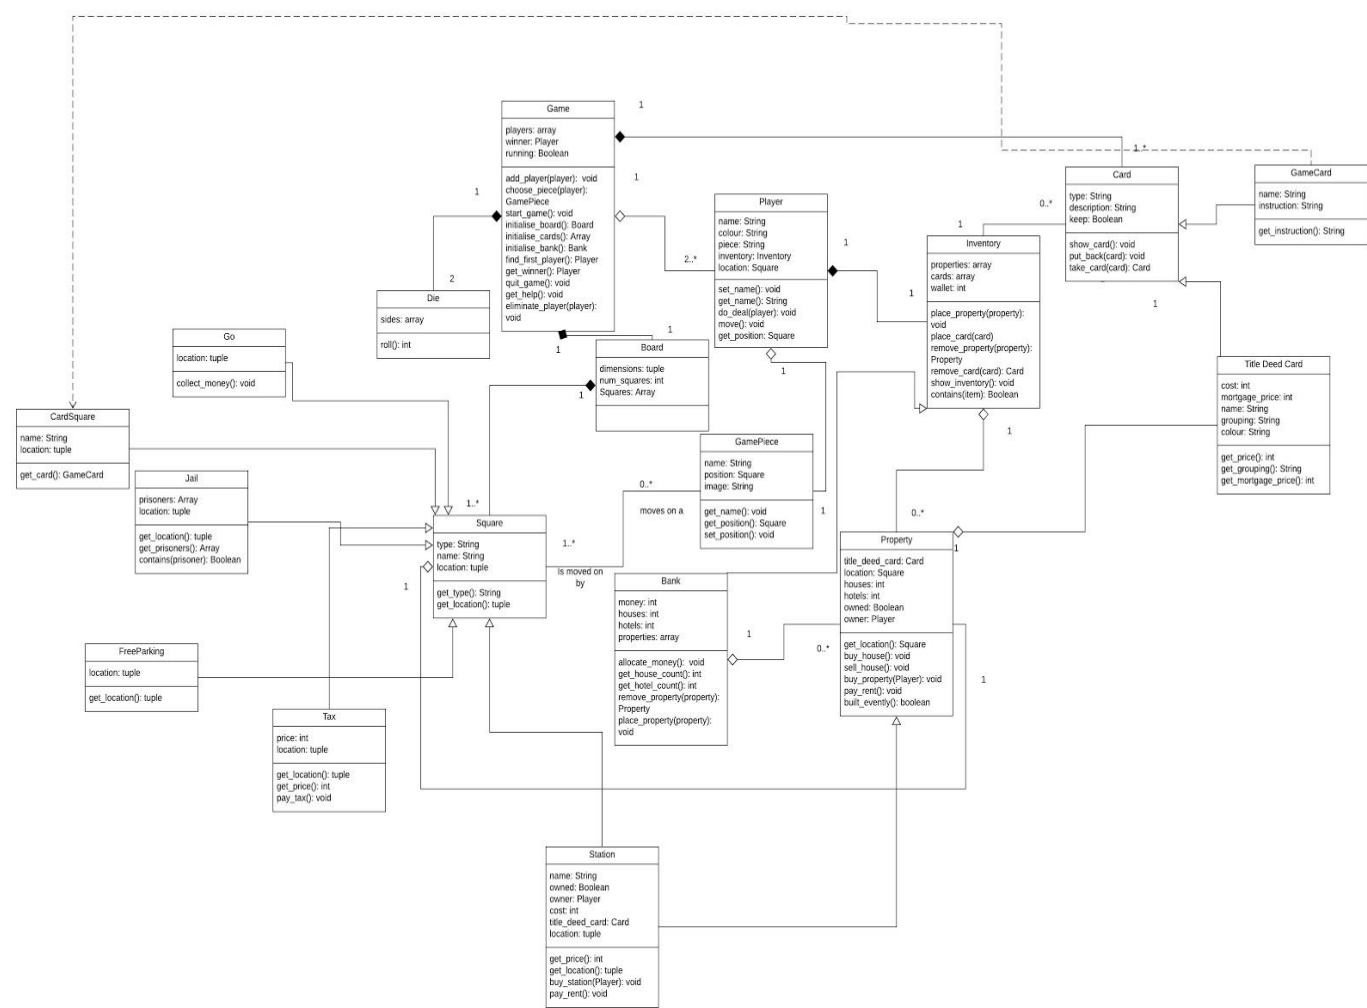 Game
players: array
winner: Player
running: Boolean
add_player(player): void
choose_piece(player):
GamePiece
start_game(): void
initialise_board(): Board
initialise_cards(): Array
initialise_bank(): Bank
find_first_player(): Player
get_winner(): Player
quit_game(): void
get_help(): void
eliminate_player(player):
void
1
1
1
1..*
Card
type: String
description: String
keep: Boolean
show_card(): void
put_back(card): void
take_card(card): Card
0..*
1
1
GameCard
name: String
instruction: String
get_instruction(): String
Player
name: String
colour: String
piece: String
inventory: Inventory
location: Square
set_name(): void
get_name(): String
do_deal(player): void
move(): void
get_position: Square
2..*
1
1
1
Inventory
properties: array
cards: array
wallet: int
place_property(property):
void
place_card(card)
remove_property(property):
Property
remove_card(card): Card
show_inventory(): void
contains(item): Boolean
1
2
Die
sides: array
roll(): int
Go
location: tuple
collect_money(): void
1
1
Board
dimensions: tuple
num_squares: int
Squares: Array
1
Title Deed Card
cost: int
mortgage_price: int
name: String
grouping: String
colour: String
get_price(): int
get_grouping(): String
get_mortgage_price(): int
CardSquare
name: String
location: tuple
get_card(): GameCard
GamePiece
name: String
position: Square
image: String
get_name(): void
get_position(): Square
set_position(): void
1
0..*
moves on a
Jail
prisoners: Array
location: tuple
get_location(): tuple
get_prisoners(): Array
contains(prisoner): Boolean
1..*
Square
type: String
name: String
location: tuple
get_type(): String
get_location(): tuple
1
1..*
Is moved on
by
0..*
1
Property
title_deed_card: Card
location: Square
houses: int
hotels: int
owned: Boolean
owner: Player
get_location(): Square
buy_house(): void
sell_house(): void
buy_property(Player): void
pay_rent(): void
built_evently(): boolean
1
Bank
money: int
houses: int
hotels: int
properties: array
allocate_money(): void
get_house_count(): int
get_hotel_count(): int
remove_property(property):
Property
place_property(property):
void
1
0..*
FreeParking
location: tuple
get_location(): tuple
Tax
price: int
location: tuple
get_location(): tuple
get_price(): int
pay_tax(): void
Station
name: String
owned: Boolean
owner: Player
cost: int
title_deed_card: Card
location: tuple
get_price(): int
get_location(): tuple
buy_station(Player): void
pay_rent(): void